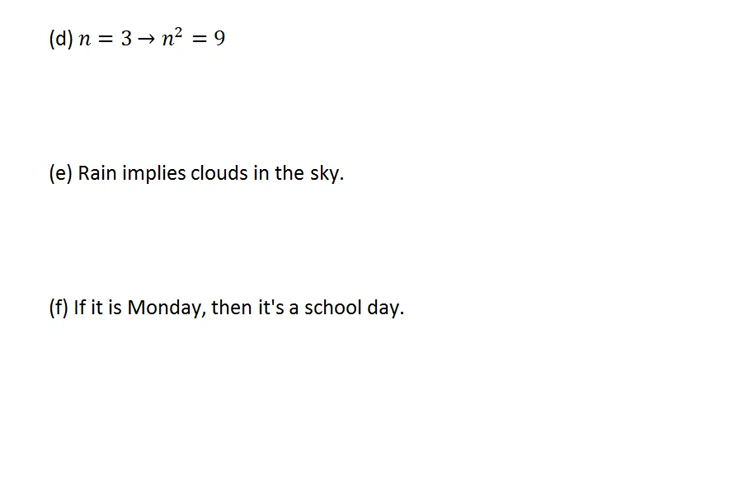 (d) n = 3 → n² = 9
(e) Rain implies clouds in the sky.
(f) If it is Monday, then it's a school day.